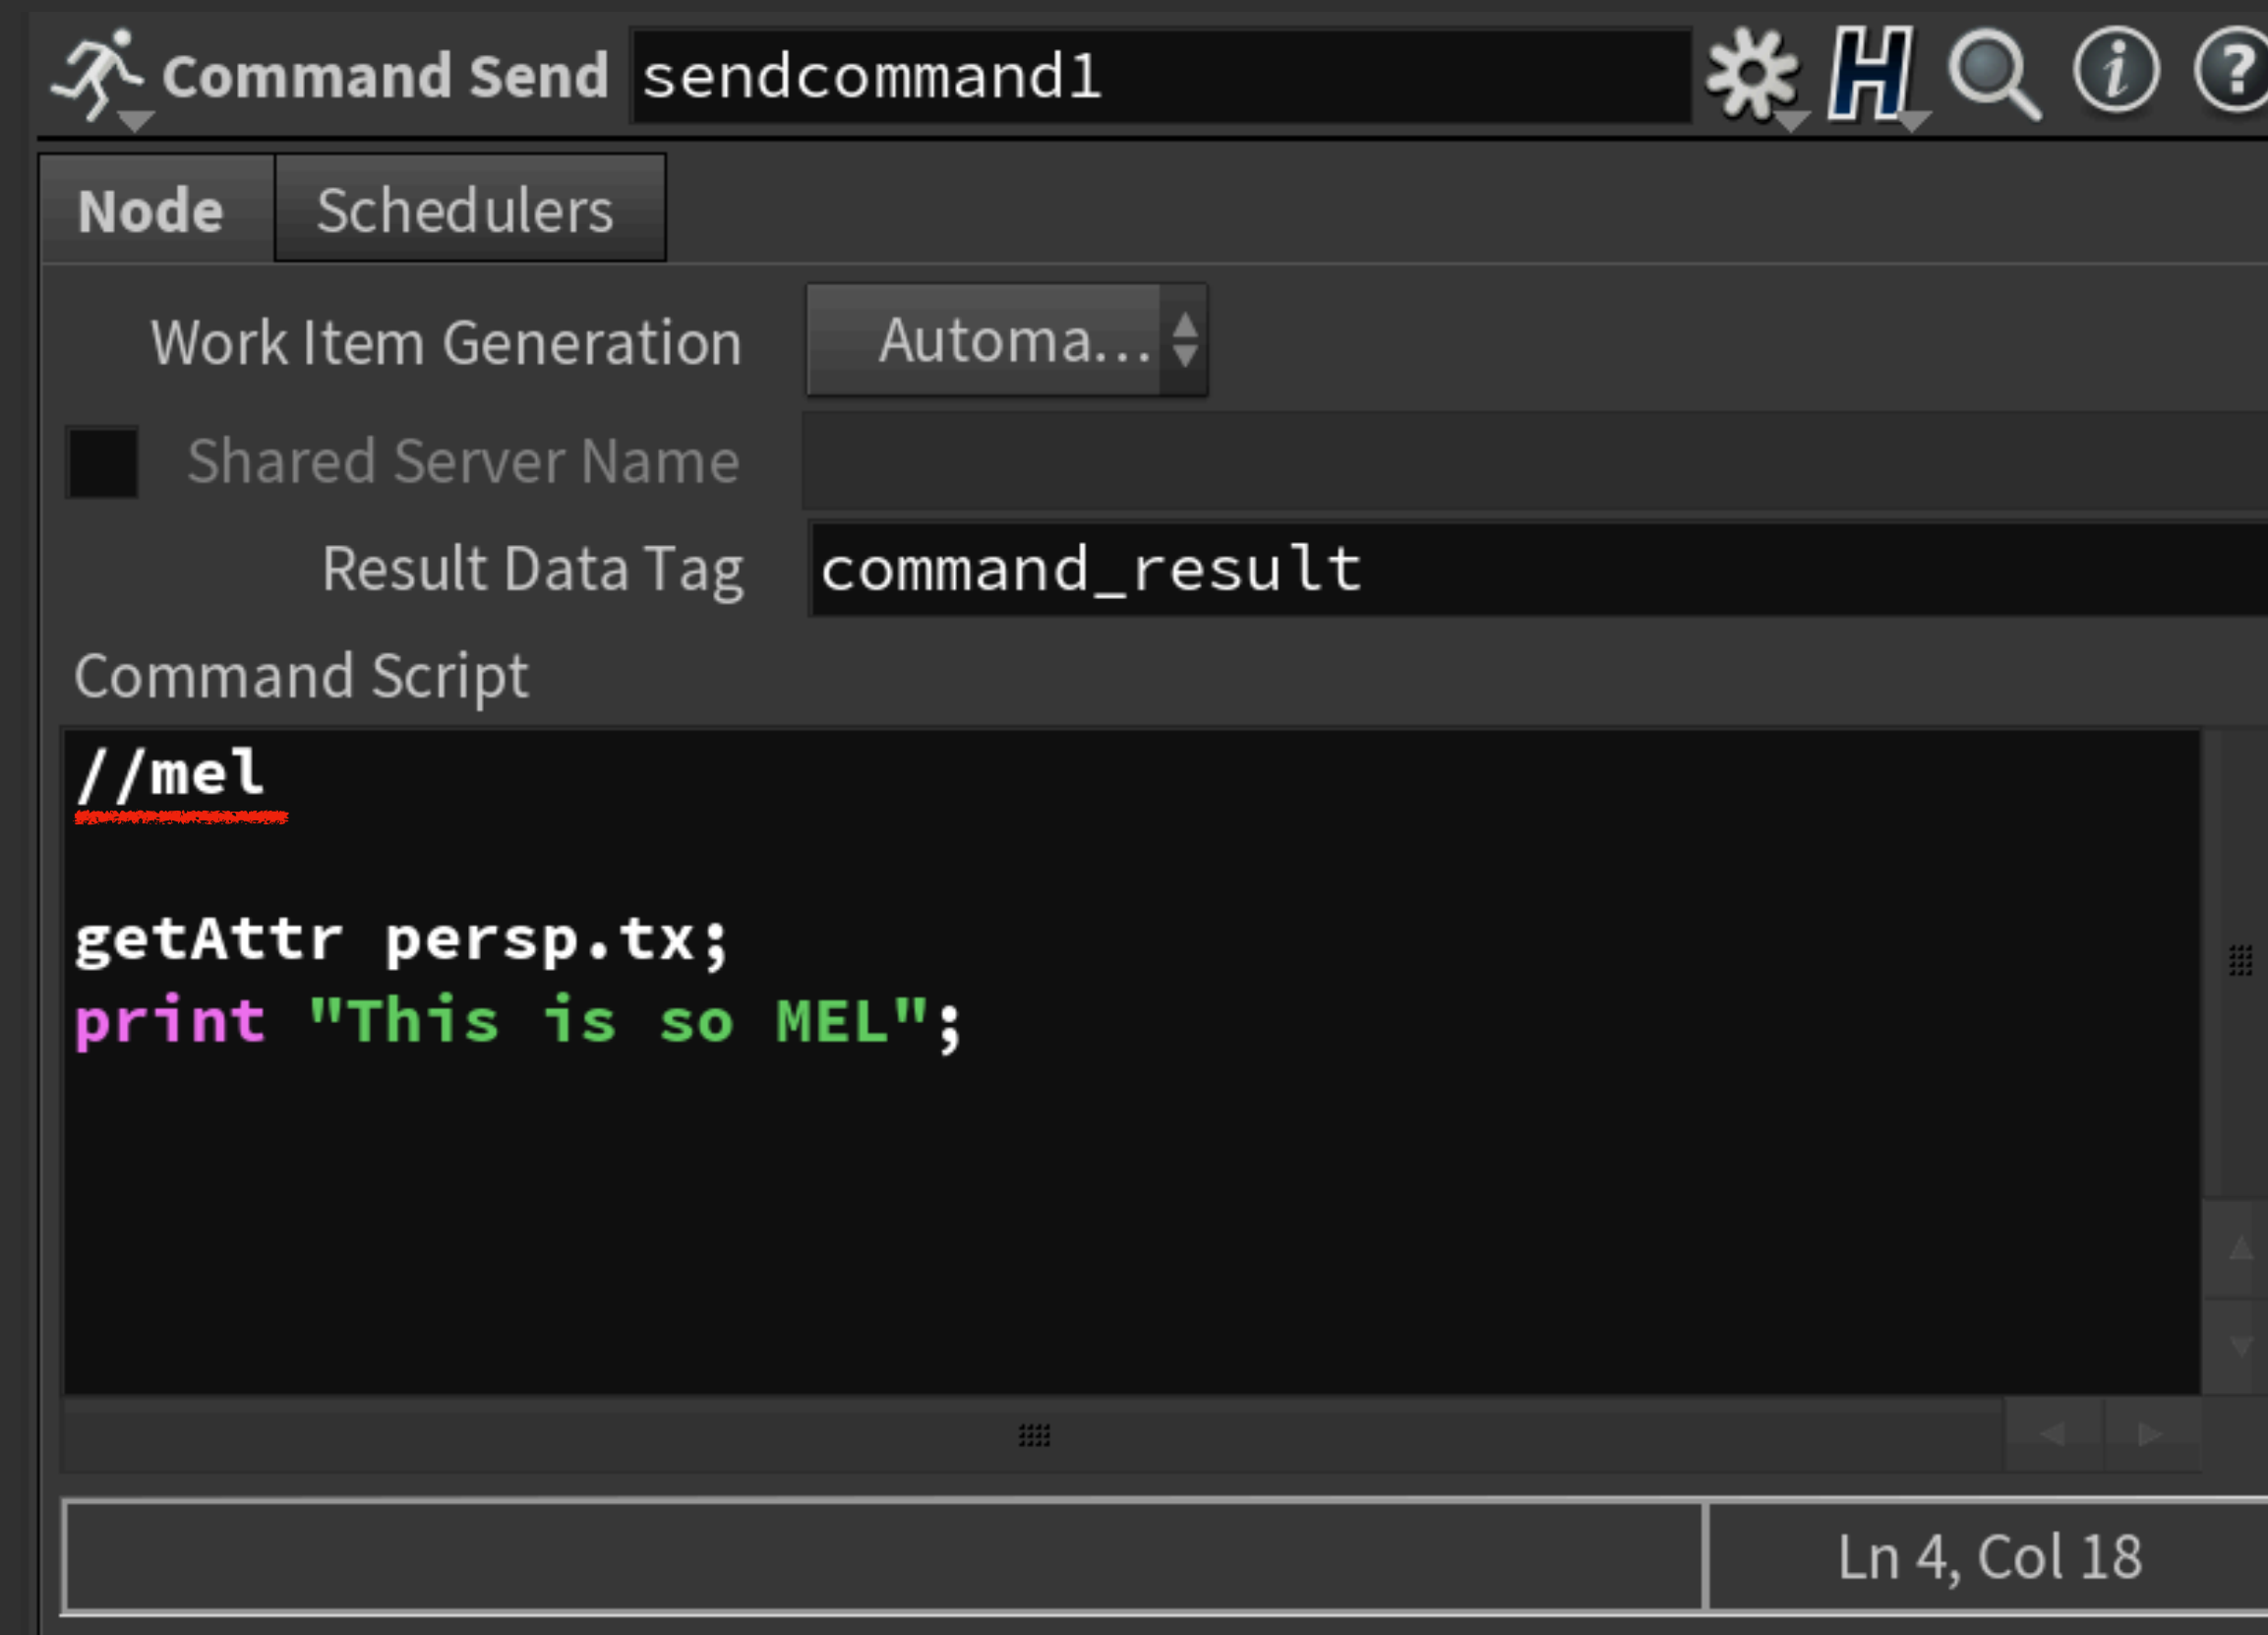 Command Send sendcommand1
Node Schedulers
Work Item Generation Automa...
Shared Server Name
Result Data Tag command_result
Command Script
//mel
getAttr persp.tx;
print "This is so MEL";
Ln 4, Col 18